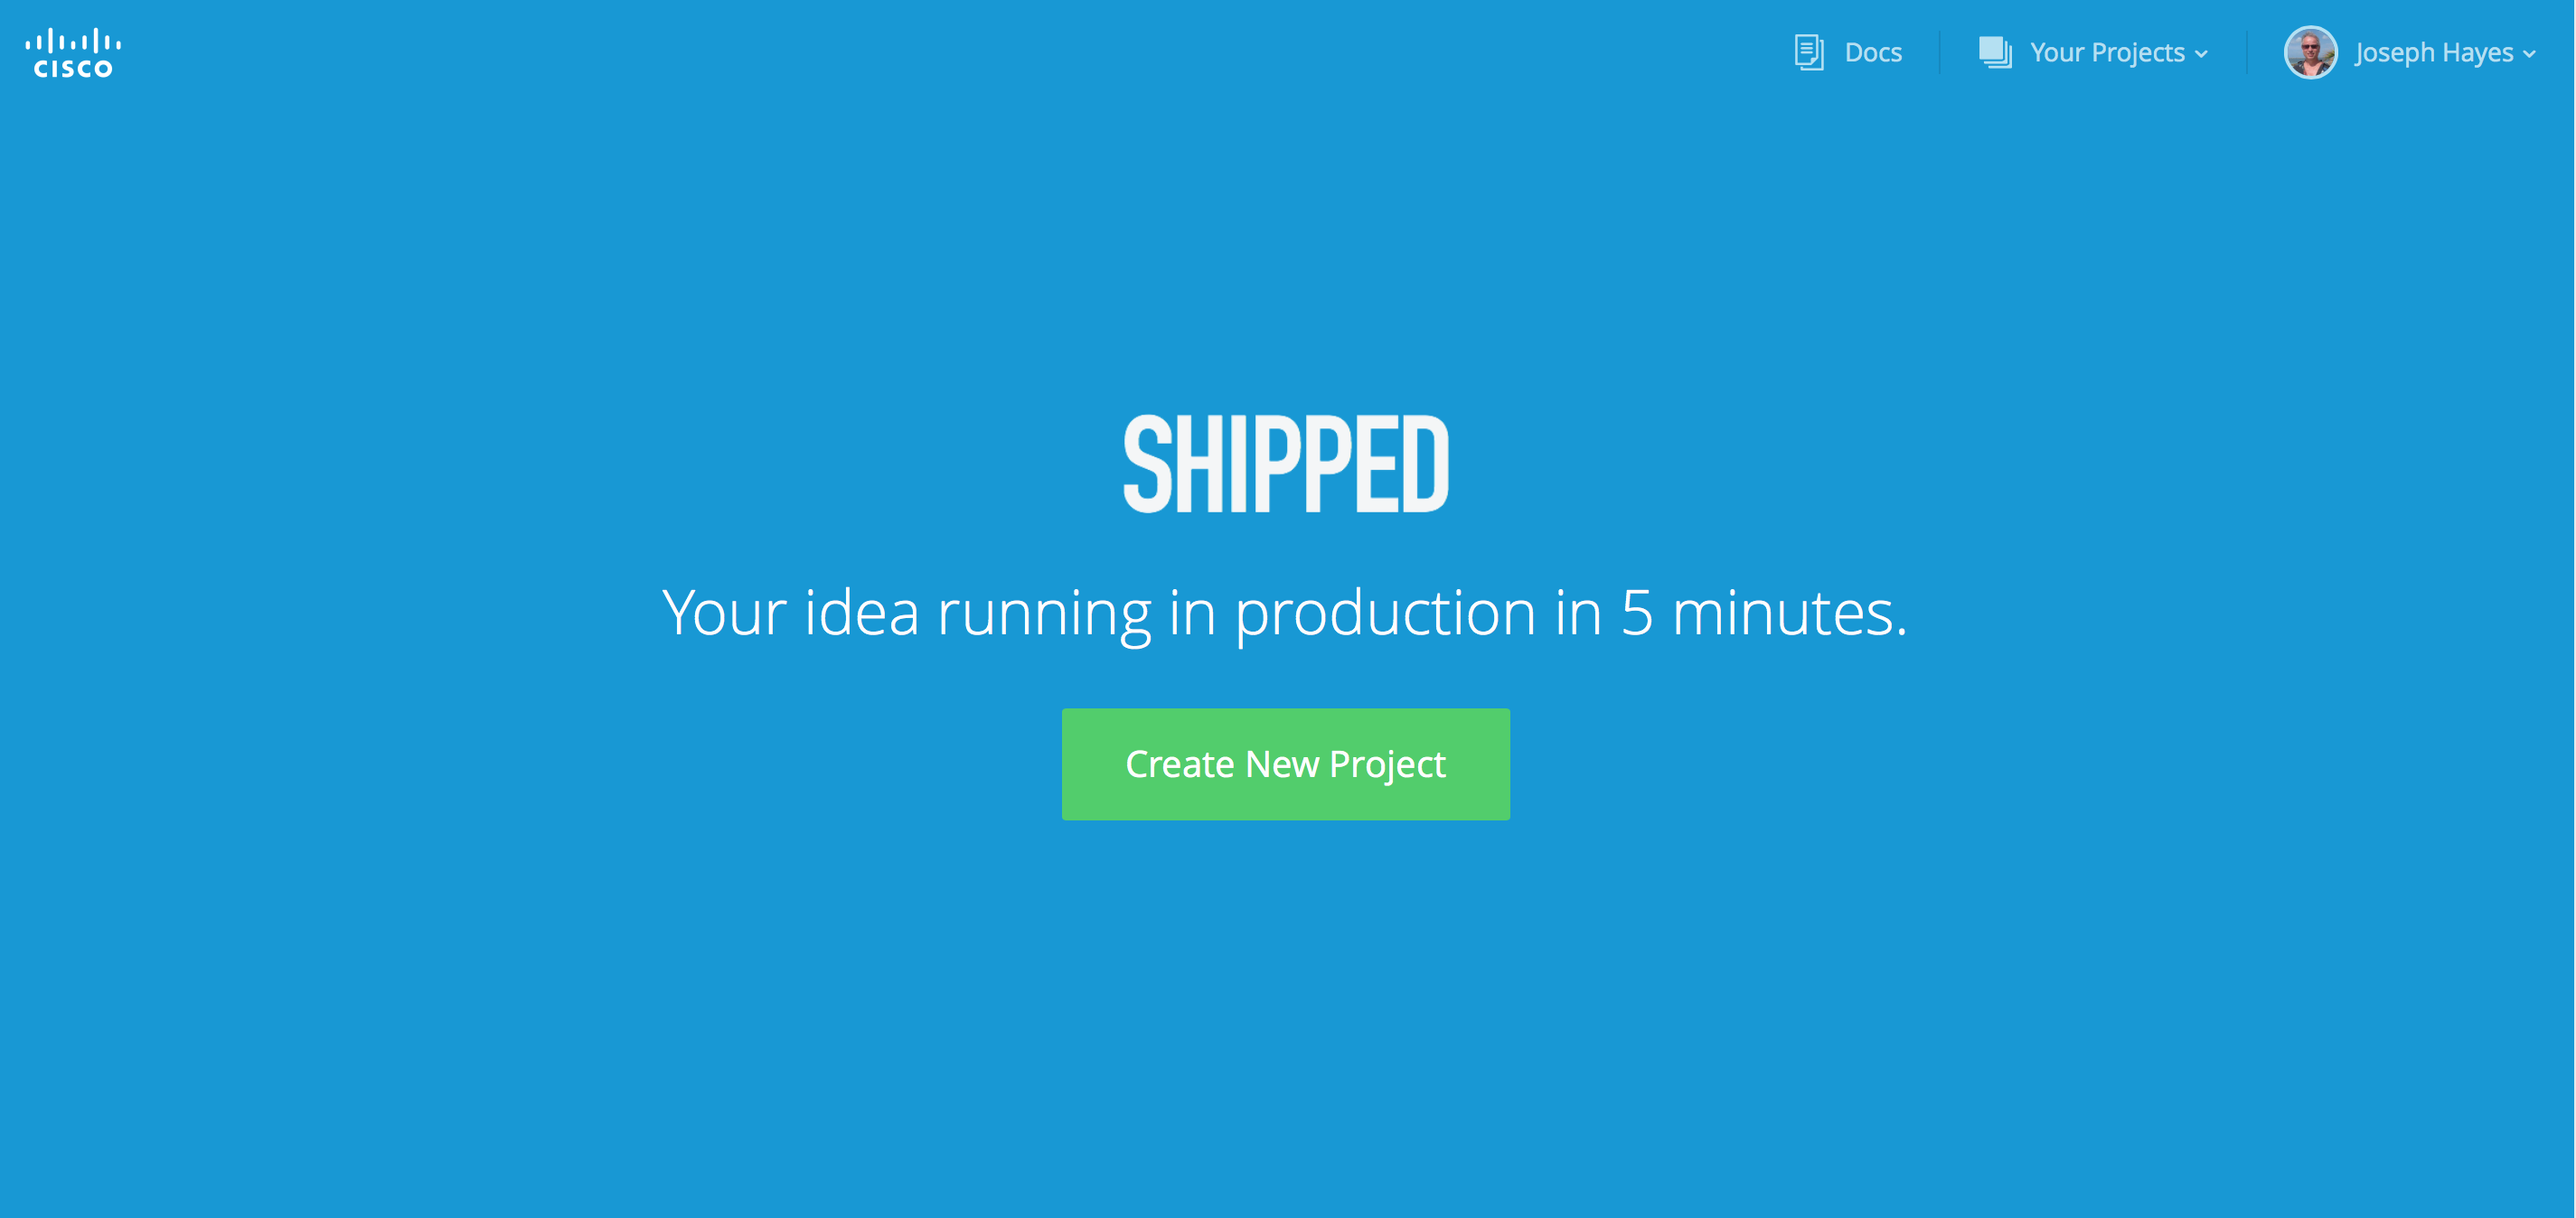 CISCO
Docs
Your Projects
Joseph Hayes
SHIPPED
Your idea running in production in 5 minutes.
Create New Project